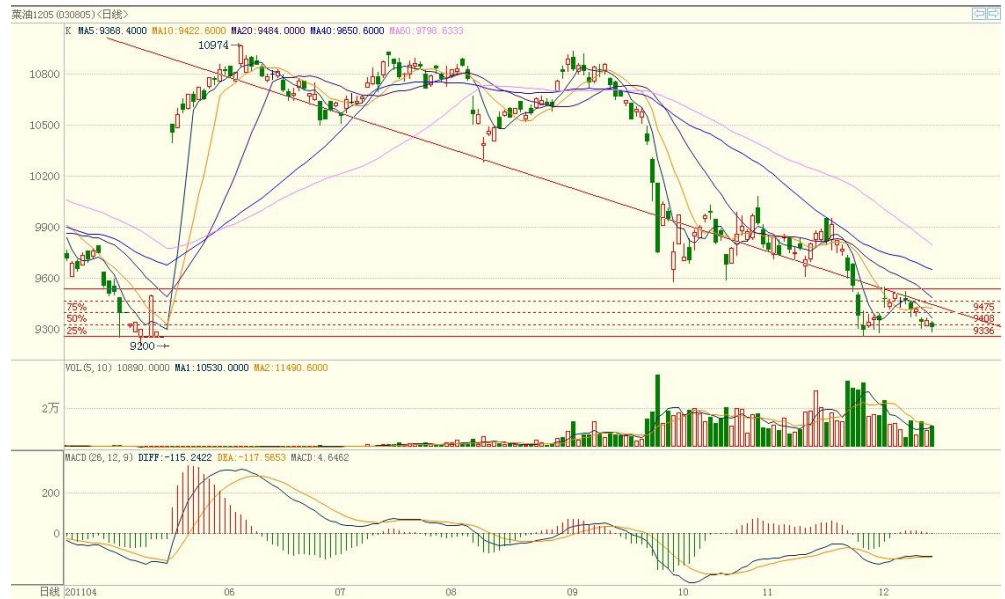 菜油1205(030805)<日线>
K MA5:9368.4000 MA10:9422.6000 MA20:9484.0000 MA40:9650.6000 MA60:9798.6333
10974
10800
10500
10200
9900
9600
75%
9475
50%
9408
9300
25%
9336
9200
VOL(5,10) 10890.0000 MA1:10530.0000 MA2:11490.6000
2万
MACD(26,12,9) DIFF:-115.2422 DEA:-117.5653 MACD:4.6462
200
0
日线 201104 06 07 08 09 10 11 12